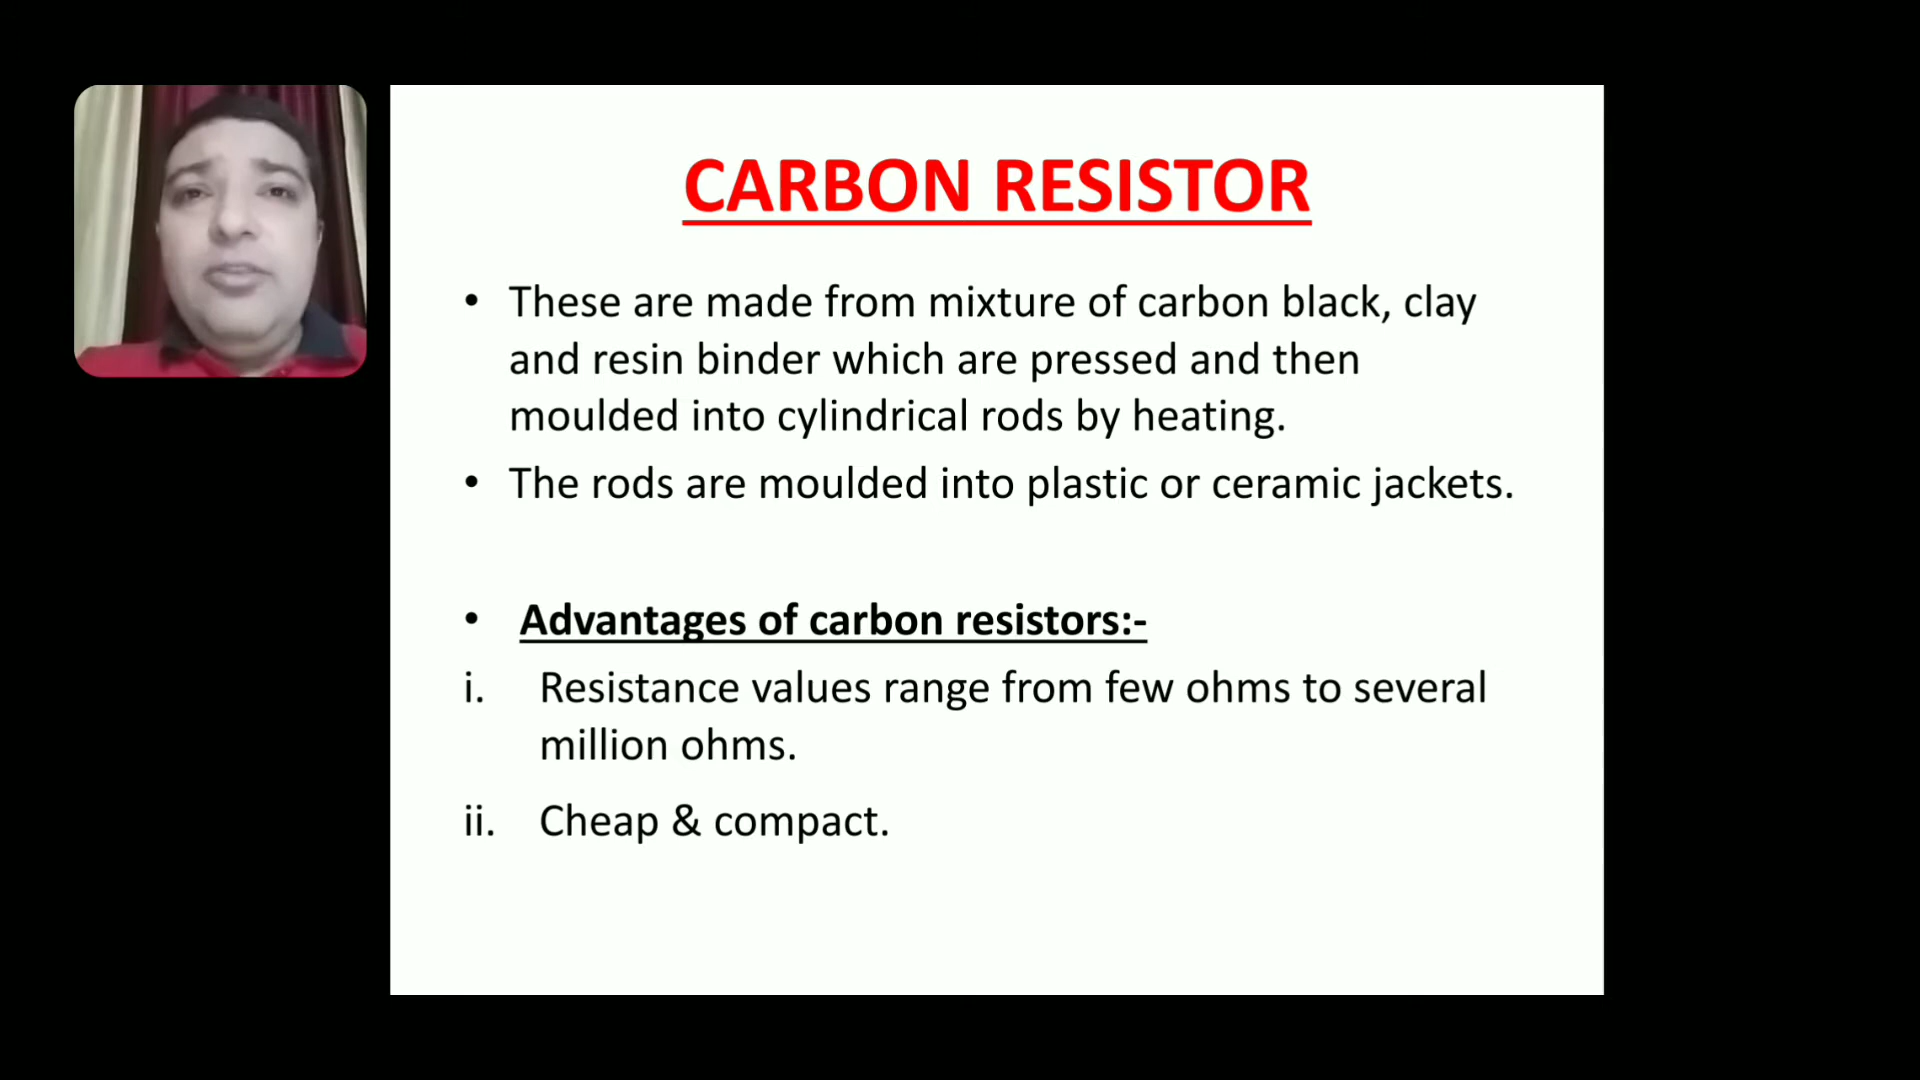 CARBON RESISTOR
• These are made from mixture of carbon black, clay
and resin binder which are pressed and then
moulded into cylindrical rods by heating.
• The rods are moulded into plastic or ceramic jackets.
• Advantages of carbon resistors:-
i. Resistance values range from few ohms to several
million ohms.
ii. Cheap & compact.